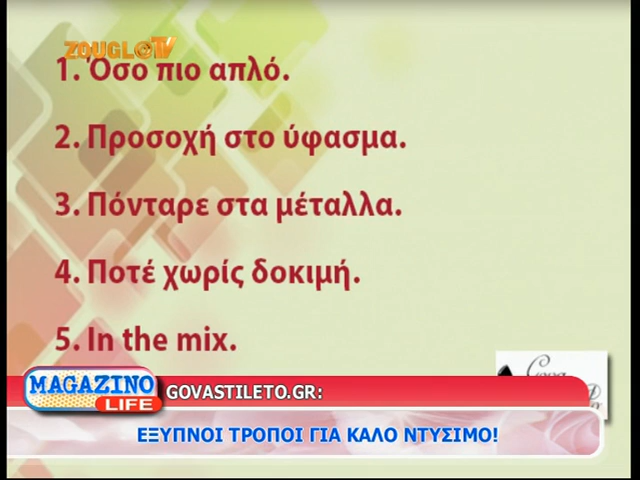 ZOUGL@TV
1. Όσο πιο απλό.
2. Προσοχή στο ύφασμα.
3. Πόνταρε στα μέταλλα.
4. Ποτέ χωρίς δοκιμή.
5. In the mix.
MAGAZINO
LIFE
GOVASTILETO.GR:
ΕΞΥΠΝΟΙ ΤΡΟΠΟΙ ΓΙΑ ΚΑΛΟ ΝΤΥΣΙΜΟ!